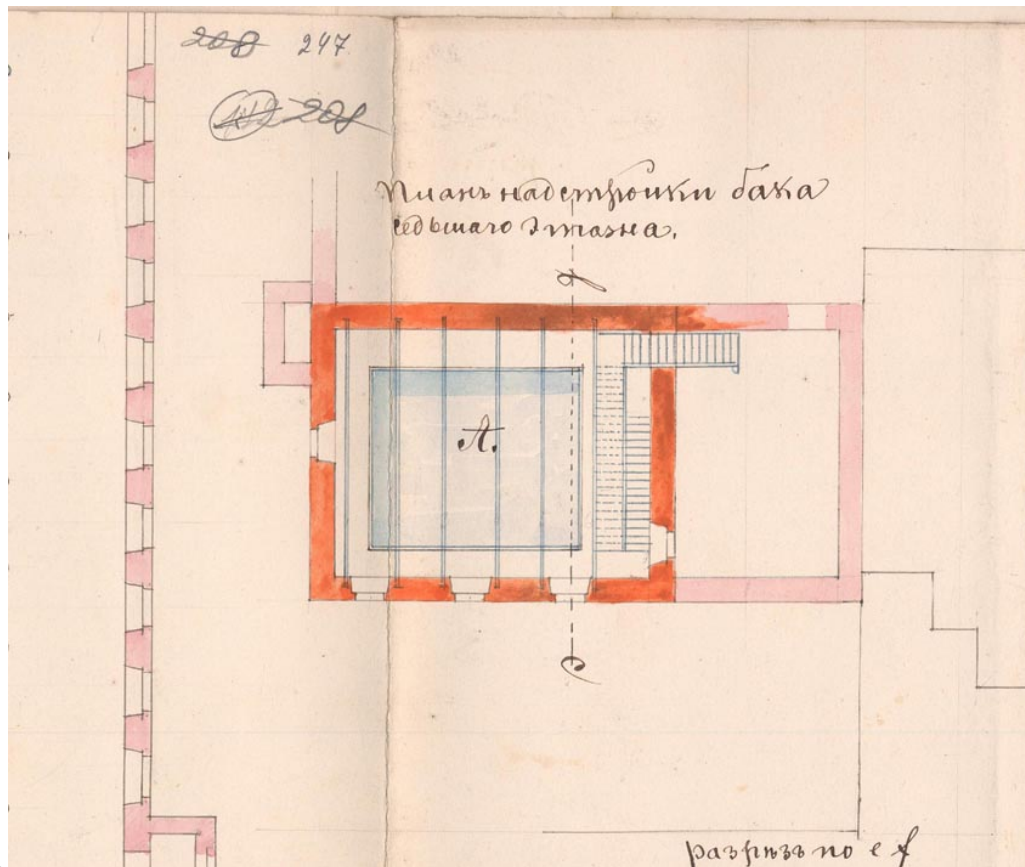 208 247
208
Планъ надстройки бака
седьмаго этажа.
f
А.
e
разрѣзъ по e f